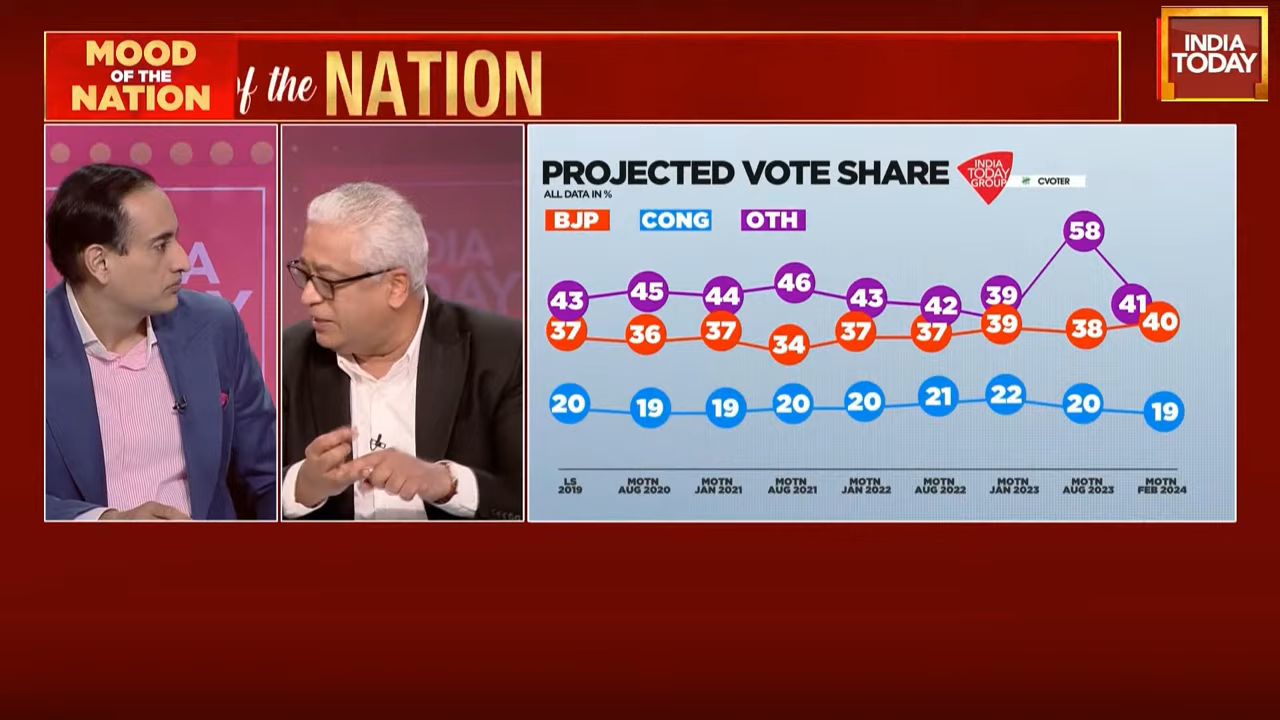 MOOD
OF THE
NATION
of the NATION
INDIA
TODAY
PROJECTED VOTE SHARE
ALL DATA IN %
INDIA
TODAY
GROUP
CVOTER
BJP CONG OTH
43 45 44 46 43 42 39 58 41
37 36 37 34 37 37 39 38 40
20 19 19 20 20 21 22 20 19
LS MOTN MOTN MOTN MOTN MOTN MOTN MOTN MOTN
2019 AUG 2020 JAN 2021 AUG 2021 JAN 2022 AUG 2022 JAN 2023 AUG 2023 FEB 2024